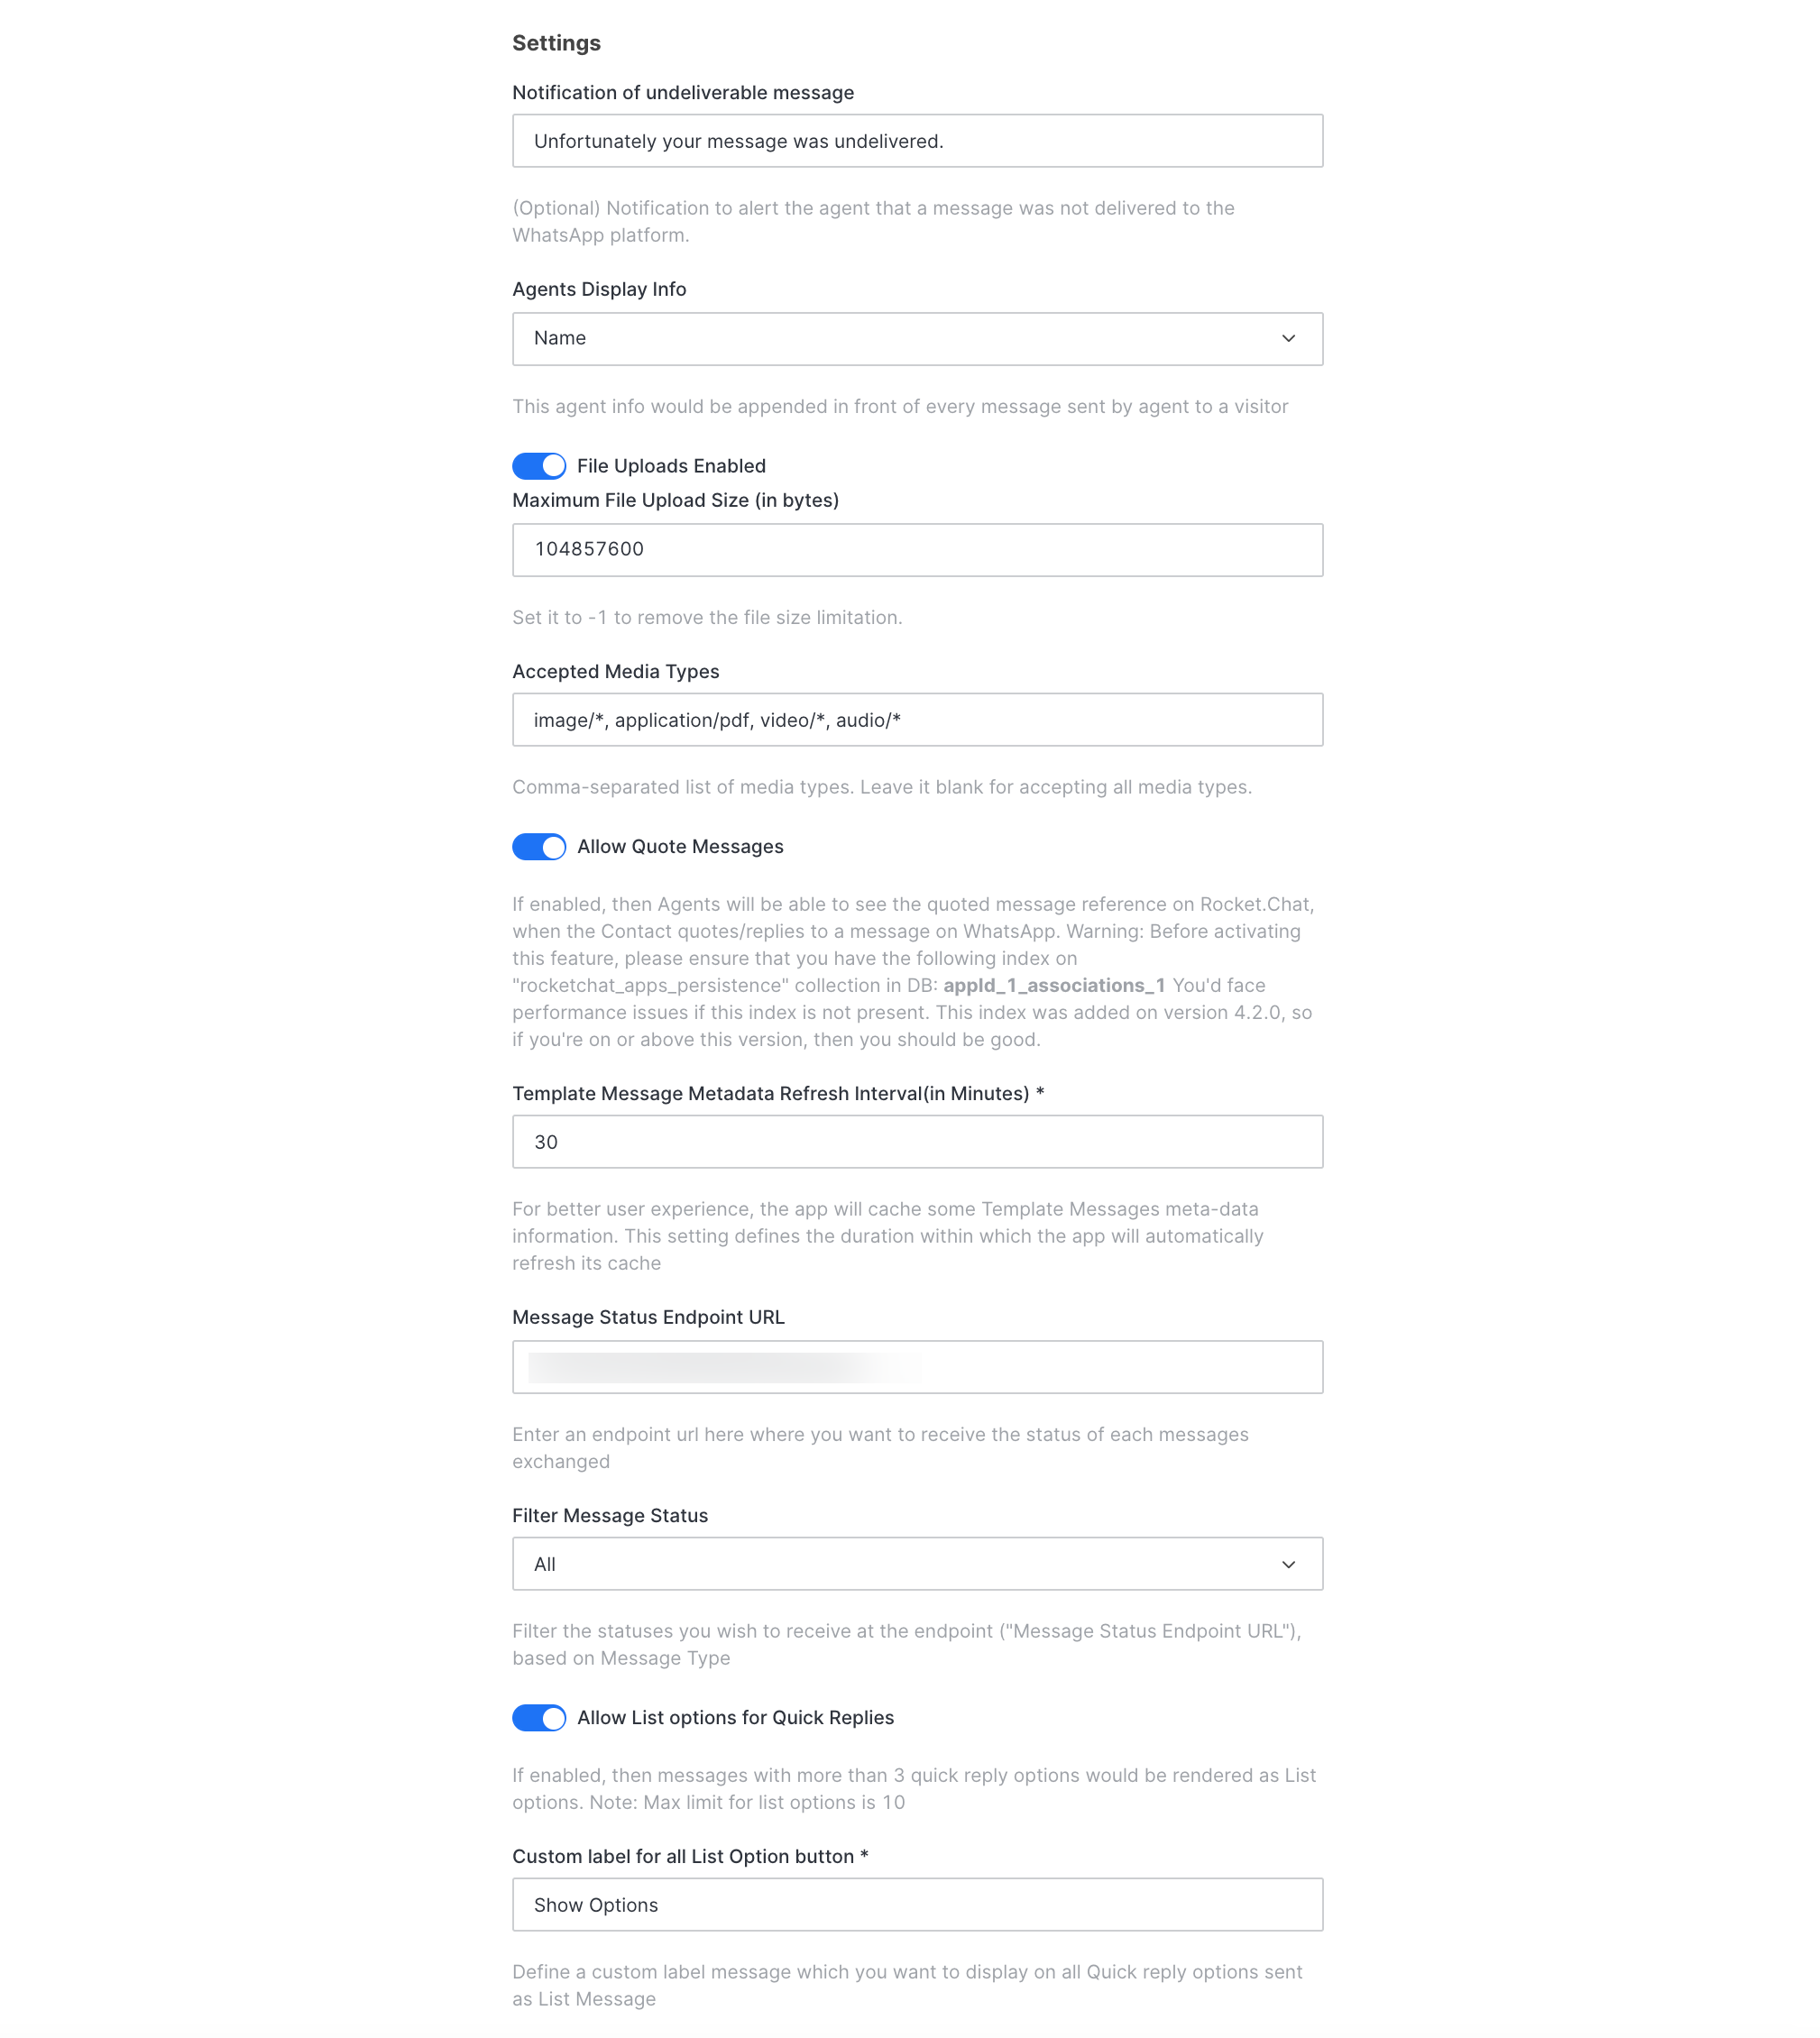 Settings
Notification of undeliverable message
Unfortunately your message was undelivered.
(Optional) Notification to alert the agent that a message was not delivered to the
WhatsApp platform.
Agents Display Info
Name
This agent info would be appended in front of every message sent by agent to a visitor
File Uploads Enabled
Maximum File Upload Size (in bytes)
104857600
Set it to -1 to remove the file size limitation.
Accepted Media Types
image/*, application/pdf, video/*, audio/*
Comma-separated list of media types. Leave it blank for accepting all media types.
Allow Quote Messages
If enabled, then Agents will be able to see the quoted message reference on Rocket.Chat,
when the Contact quotes/replies to a message on WhatsApp. Warning: Before activating
this feature, please ensure that you have the following index on
"rocketchat_apps_persistence" collection in DB: appId_1_associations_1 You'd face
performance issues if this index is not present. This index was added on version 4.2.0, so
if you're on or above this version, then you should be good.
Template Message Metadata Refresh Interval(in Minutes) *
30
For better user experience, the app will cache some Template Messages meta-data
information. This setting defines the duration within which the app will automatically
refresh its cache
Message Status Endpoint URL
Enter an endpoint url here where you want to receive the status of each messages
exchanged
Filter Message Status
All
Filter the statuses you wish to receive at the endpoint ("Message Status Endpoint URL"),
based on Message Type
Allow List options for Quick Replies
If enabled, then messages with more than 3 quick reply options would be rendered as List
options. Note: Max limit for list options is 10
Custom label for all List Option button *
Show Options
Define a custom label message which you want to display on all Quick reply options sent
as List Message